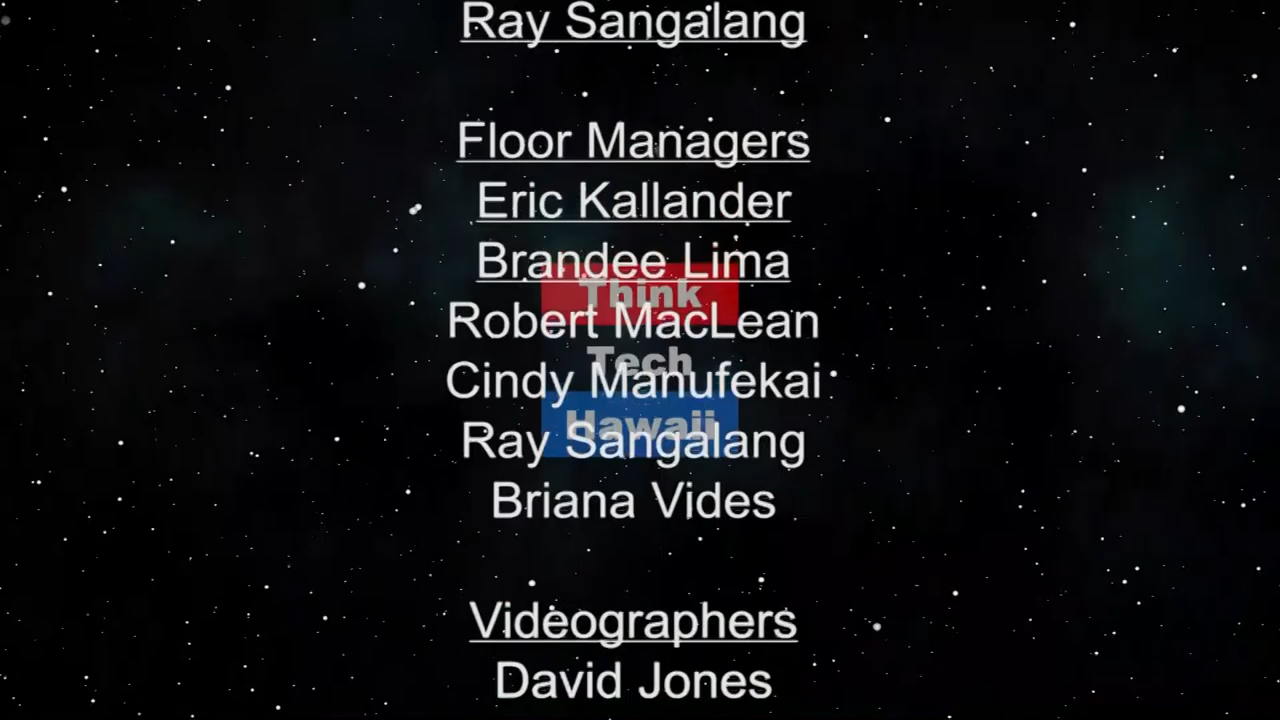 Ray Sangalang
Floor Managers
Eric Kallander
Brandee Lima
Think
Robert MacLean
Tech
Cindy Manufekai
Hawaii
Ray Sangalang
Briana Vides
Videographers
David Jones